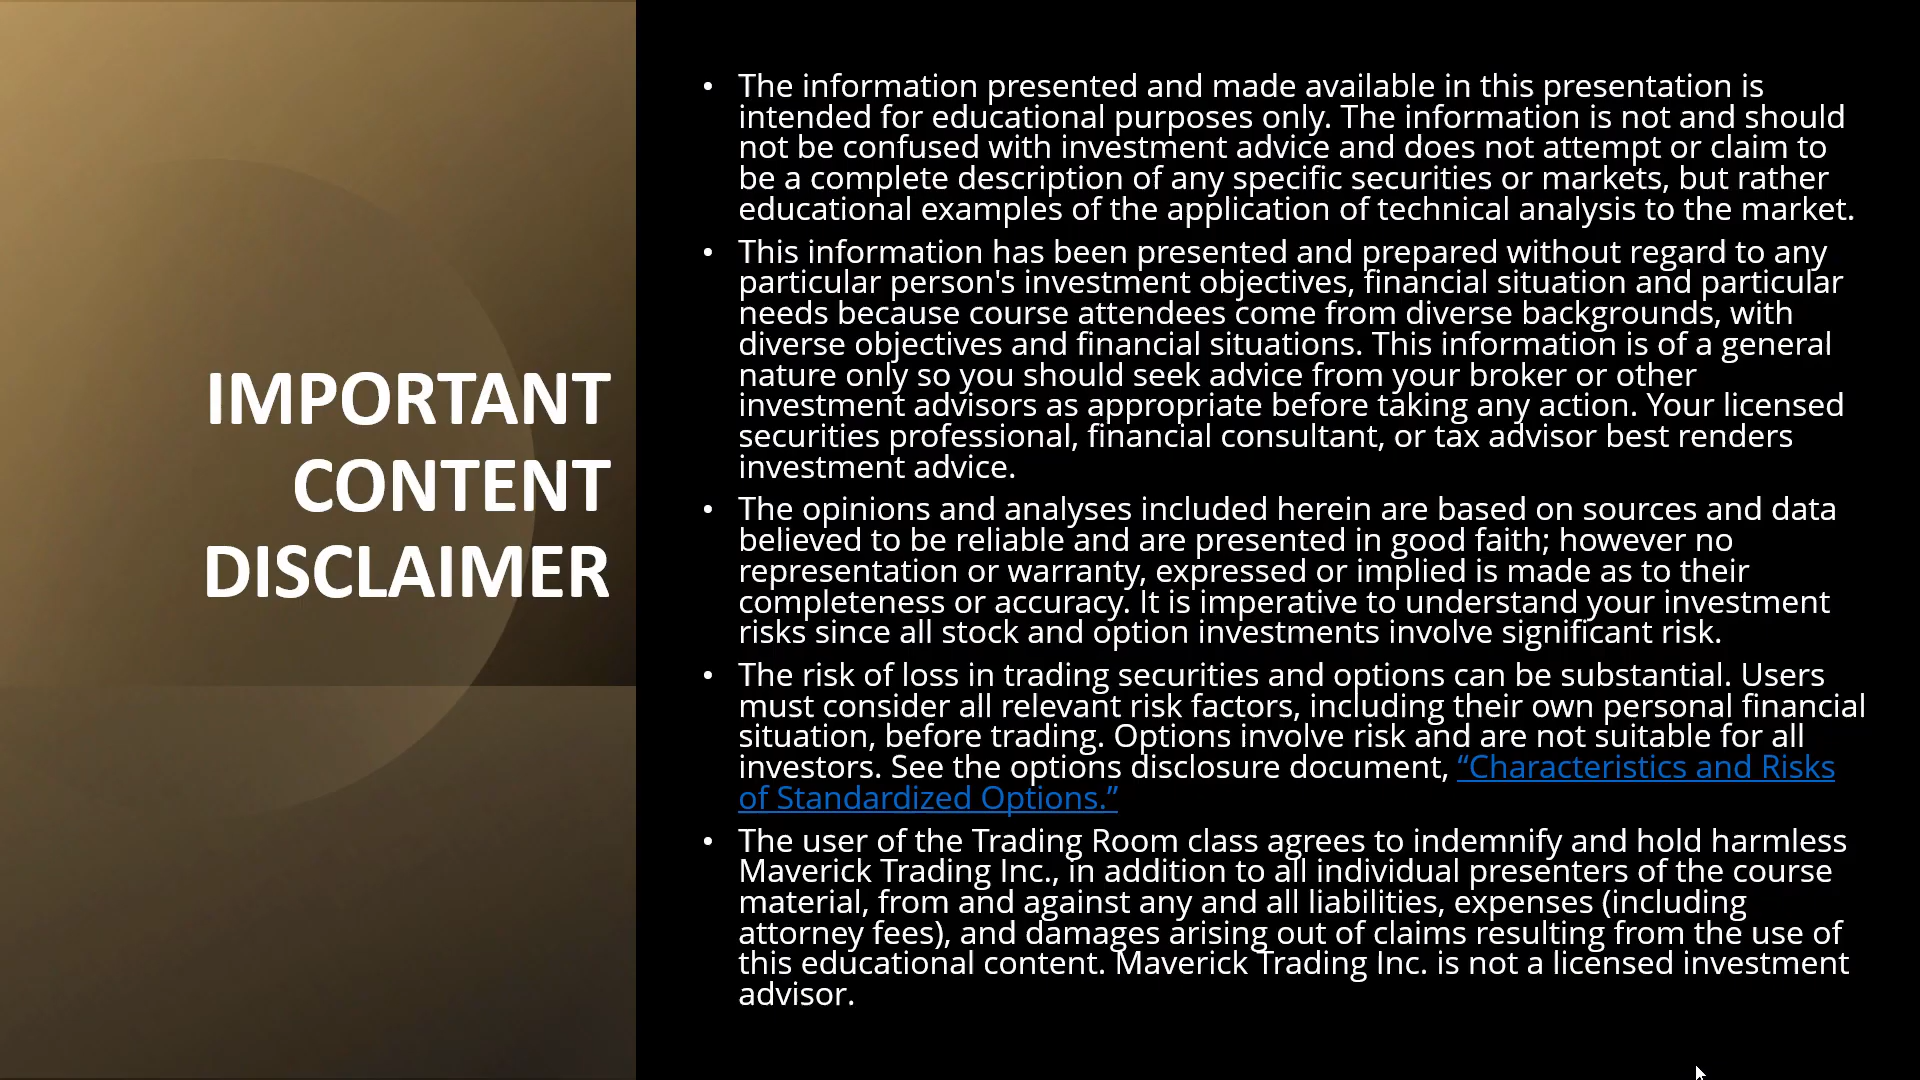 IMPORTANT
CONTENT
DISCLAIMER
• The information presented and made available in this presentation is
intended for educational purposes only. The information is not and should
not be confused with investment advice and does not attempt or claim to
be a complete description of any specific securities or markets, but rather
educational examples of the application of technical analysis to the market.
• This information has been presented and prepared without regard to any
particular person's investment objectives, financial situation and particular
needs because course attendees come from diverse backgrounds, with
diverse objectives and financial situations. This information is of a general
nature only so you should seek advice from your broker or other
investment advisors as appropriate before taking any action. Your licensed
securities professional, financial consultant, or tax advisor best renders
investment advice.
• The opinions and analyses included herein are based on sources and data
believed to be reliable and are presented in good faith; however no
representation or warranty, expressed or implied is made as to their
completeness or accuracy. It is imperative to understand your investment
risks since all stock and option investments involve significant risk.
• The risk of loss in trading securities and options can be substantial. Users
must consider all relevant risk factors, including their own personal financial
situation, before trading. Options involve risk and are not suitable for all
investors. See the options disclosure document, “Characteristics and Risks
of Standardized Options.”
• The user of the Trading Room class agrees to indemnify and hold harmless
Maverick Trading Inc., in addition to all individual presenters of the course
material, from and against any and all liabilities, expenses (including
attorney fees), and damages arising out of claims resulting from the use of
this educational content. Maverick Trading Inc. is not a licensed investment
advisor.